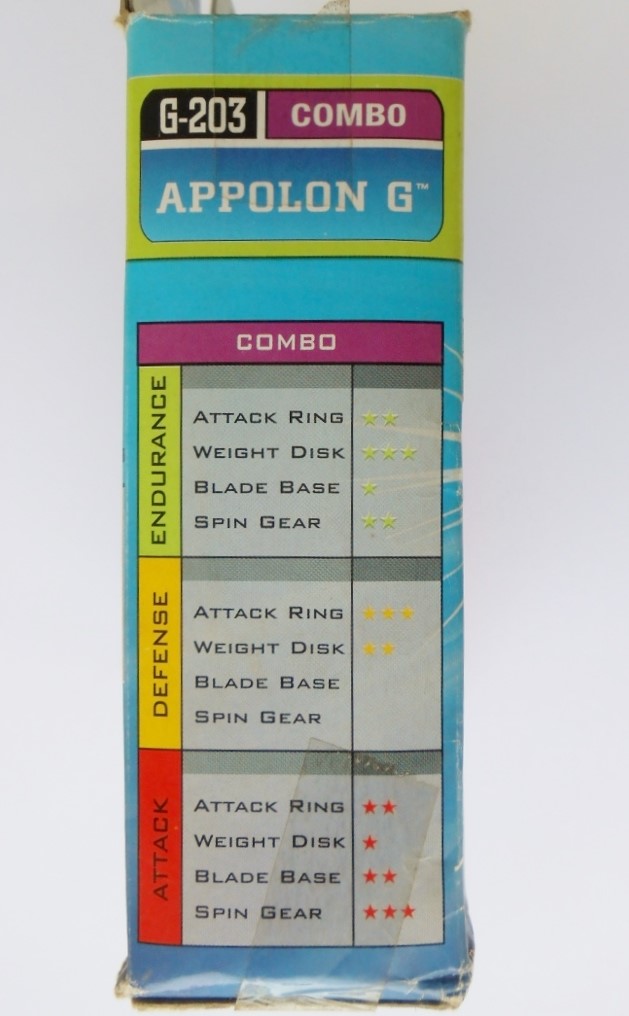 G-203 COMBO
APPOLON G™
COMBO
ENDURANCE
ATTACK RING ★★
WEIGHT DISK ★★★
BLADE BASE ★
SPIN GEAR ★★
DEFENSE
ATTACK RING ★★★
WEIGHT DISK ★★
BLADE BASE
SPIN GEAR
ATTACK
ATTACK RING ★★
WEIGHT DISK ★
BLADE BASE ★★
SPIN GEAR ★★★